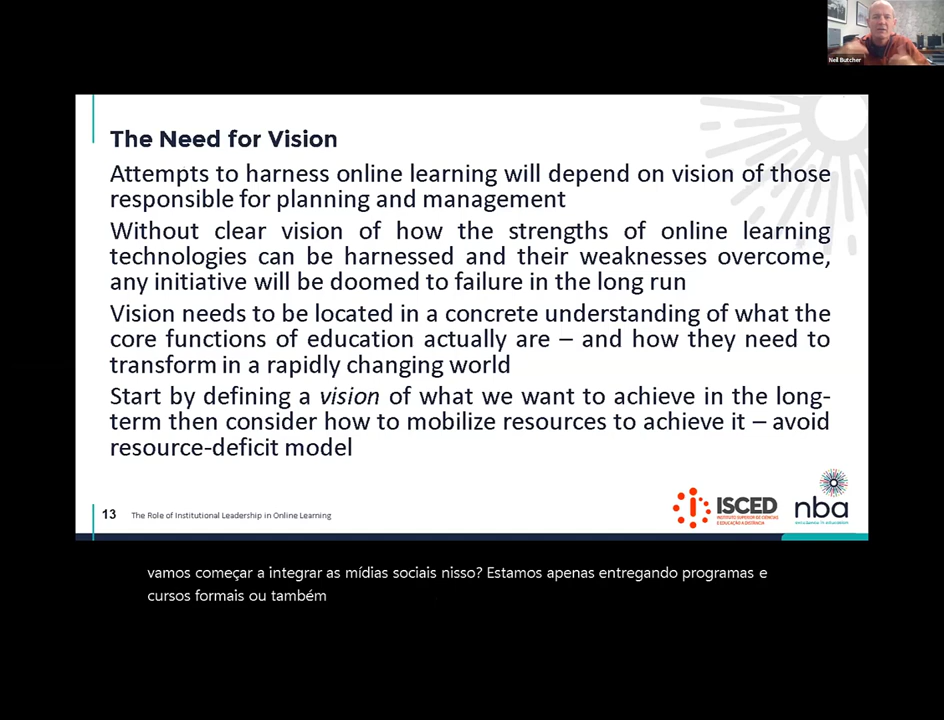 Neil Butcher
The Need for Vision
Attempts to harness online learning will depend on vision of those
responsible for planning and management
Without clear vision of how the strengths of online learning
technologies can be harnessed and their weaknesses overcome,
any initiative will be doomed to failure in the long run
Vision needs to be located in a concrete understanding of what the
core functions of education actually are – and how they need to
transform in a rapidly changing world
Start by defining a vision of what we want to achieve in the long-
term then consider how to mobilize resources to achieve it – avoid
resource-deficit model
13 The Role of Institutional Leadership in Online Learning
ISCED
INSTITUTO SUPERIOR DE CIÊNCIAS
E EDUCAÇÃO A DISTÂNCIA
nba
vamos começar a integrar as mídias sociais nisso? Estamos apenas entregando programas e
cursos formais ou também